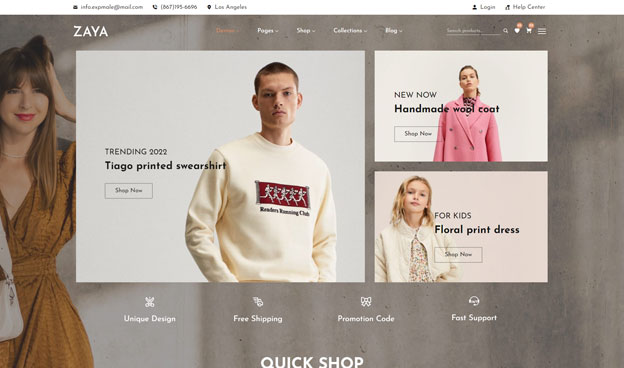 info.expmale@mail.com (867)195-6696 Los Angeles Login Help Center
ZAYA Demos Pages Shop Collections Blog Search products...
TRENDING 2022
Tiago printed swearshirt
Shop Now
Readers Running Club
NEW NOW
Handmade wool coat
Shop Now
FOR KIDS
Floral print dress
Shop Now
Unique Design Free Shipping Promotion Code Fast Support
QUICK SHOP